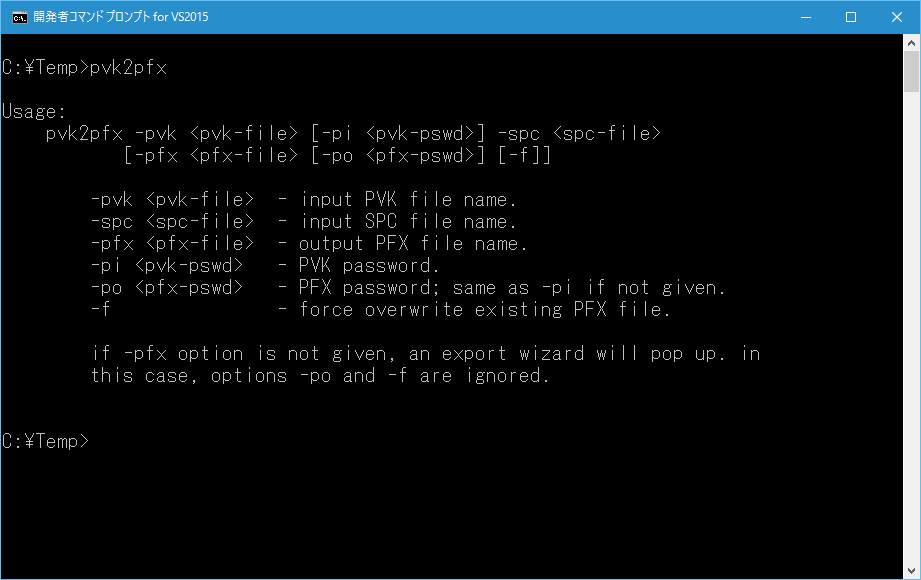 開発者コマンド プロンプト for VS2015
C:¥Temp>pvk2pfx
Usage:
pvk2pfx -pvk <pvk-file> [-pi <pvk-pswd>] -spc <spc-file>
[-pfx <pfx-file> [-po <pfx-pswd>] [-f]]
-pvk <pvk-file>  - input PVK file name.
-spc <spc-file>  - input SPC file name.
-pfx <pfx-file>  - output PFX file name.
-pi <pvk-pswd>   - PVK password.
-po <pfx-pswd>   - PFX password; same as -pi if not given.
-f               - force overwrite existing PFX file.
if -pfx option is not given, an export wizard will pop up. in
this case, options -po and -f are ignored.
C:¥Temp>